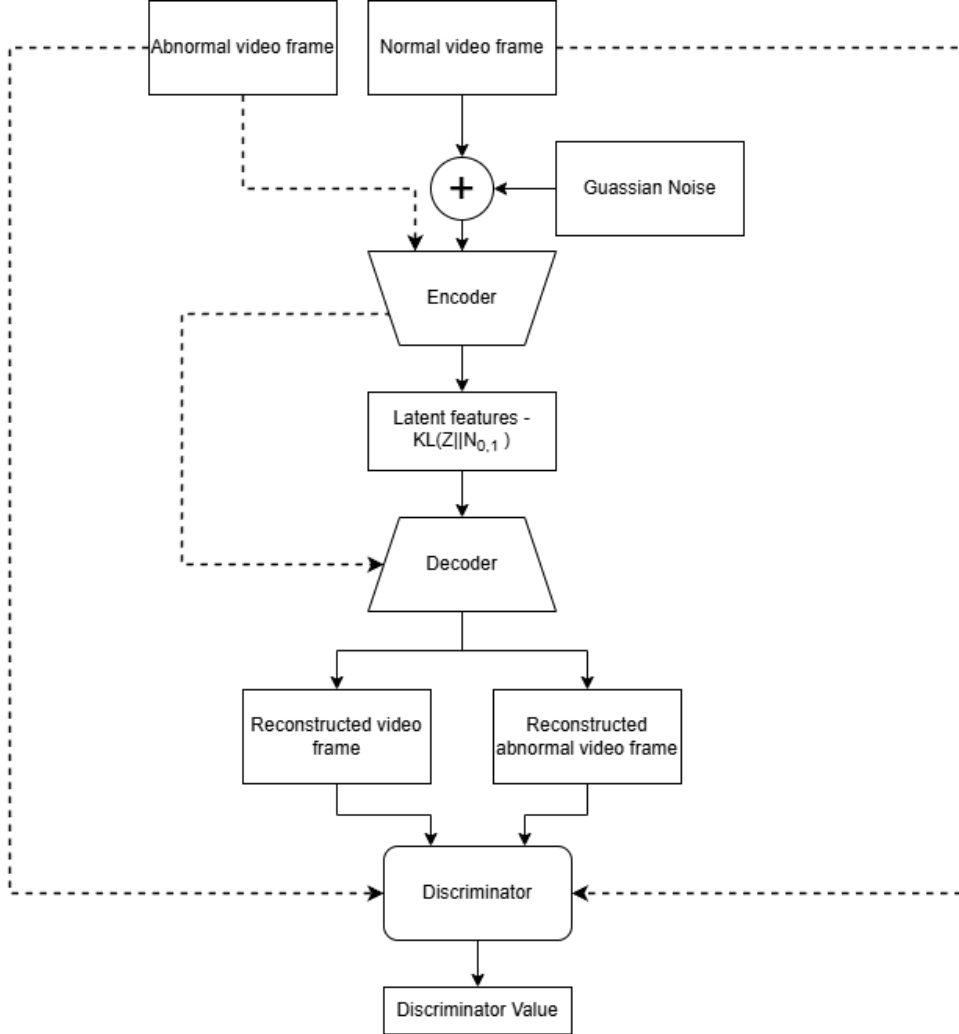 Abnormal video frame
Normal video frame
+
Guassian Noise
Encoder
Latent features -
KL(Z||N0,1 )
Decoder
Reconstructed video
frame
Reconstructed
abnormal video frame
Discriminator
Discriminator Value